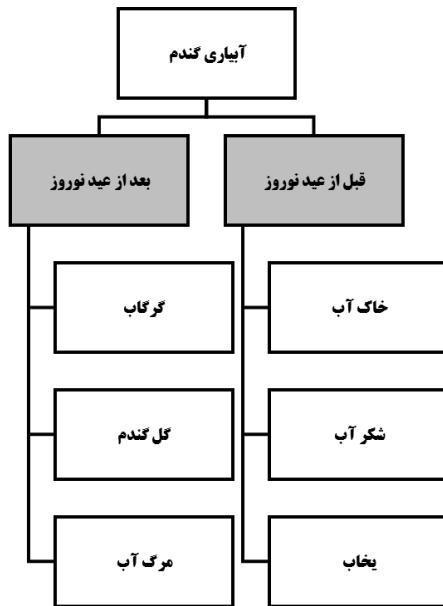 آبیاری گندم
قبل از عید نوروز
بعد از عید نوروز
خاک آب
گرگاب
شکر آب
گل گندم
یخاب
مرگ آب